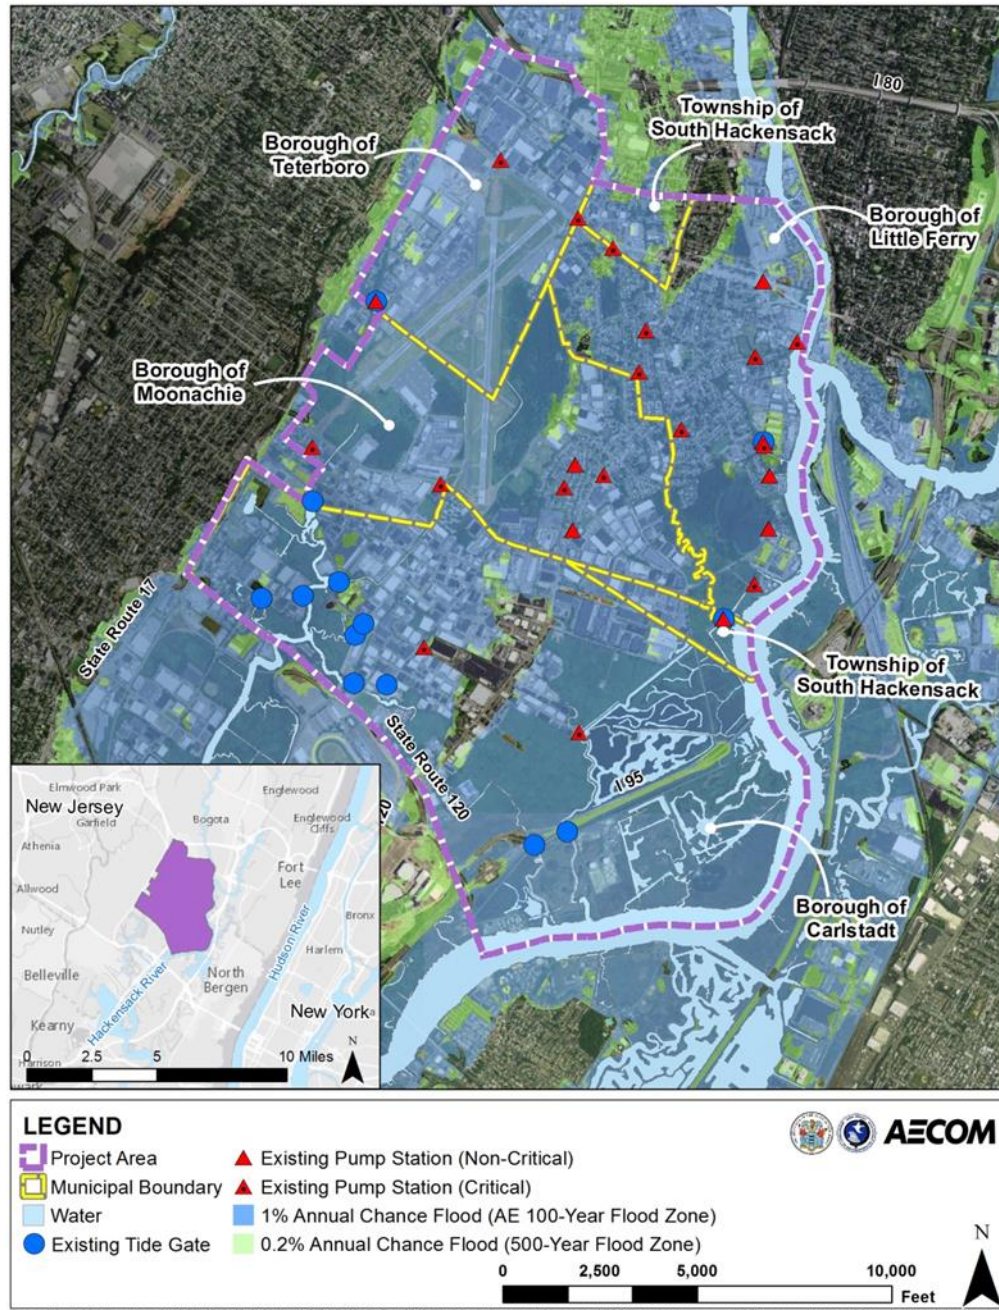 I 80
Township of
South Hackensack
Borough of
Teterboro
Borough of
Little Ferry
Borough of
Moonachie
State Route 17
Township of
South Hackensack
State Route 120
I 95
Borough of
Carlstadt
Elmwood Park
Englewood
New Jersey
Garfield
Bogota
Englewood
Cliffs
Athenia
Fort
Lee
Allwood
Bronx
Nutley
Hudson River
Harlem
Belleville
North
Bergen
Hackensack River
New York
Kearny
0 2.5 5 10 Miles
N
Harrison
LEGEND
AECOM
Project Area
Existing Pump Station (Non-Critical)
Municipal Boundary
Existing Pump Station (Critical)
Water
1% Annual Chance Flood (AE 100-Year Flood Zone)
Existing Tide Gate
0.2% Annual Chance Flood (500-Year Flood Zone)
N
0 2,500 5,000 10,000
Feet